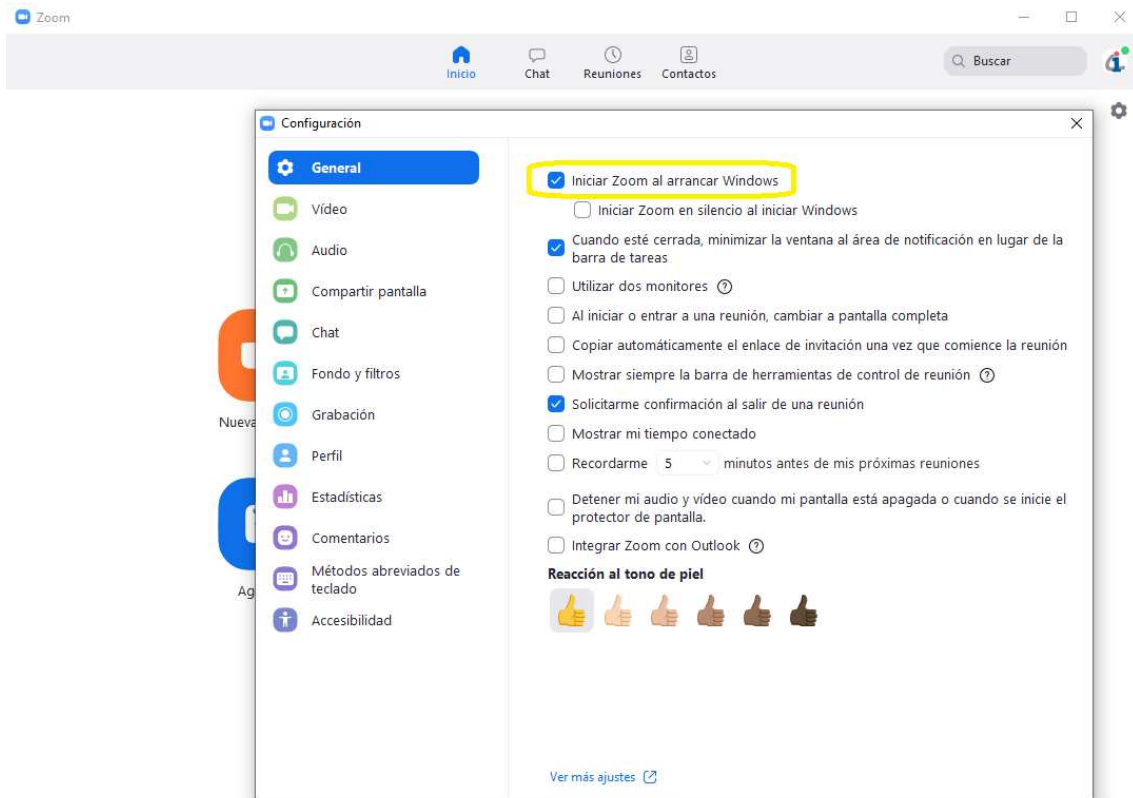 Zoom
Inicio
Chat
Reuniones
Contactos
Buscar
Configuración
General
Vídeo
Audio
Compartir pantalla
Chat
Fondo y filtros
Grabación
Perfil
Estadísticas
Comentarios
Métodos abreviados de
teclado
Accesibilidad
Iniciar Zoom al arrancar Windows
Iniciar Zoom en silencio al iniciar Windows
Cuando esté cerrada, minimizar la ventana al área de notificación en lugar de la
barra de tareas
Utilizar dos monitores
Al iniciar o entrar a una reunión, cambiar a pantalla completa
Copiar automáticamente el enlace de invitación una vez que comience la reunión
Mostrar siempre la barra de herramientas de control de reunión
Solicitarme confirmación al salir de una reunión
Mostrar mi tiempo conectado
Recordarme 5 minutos antes de mis próximas reuniones
Detener mi audio y vídeo cuando mi pantalla está apagada o cuando se inicie el
protector de pantalla.
Integrar Zoom con Outlook
Reacción al tono de piel
Ver más ajustes
Nueva
Ag